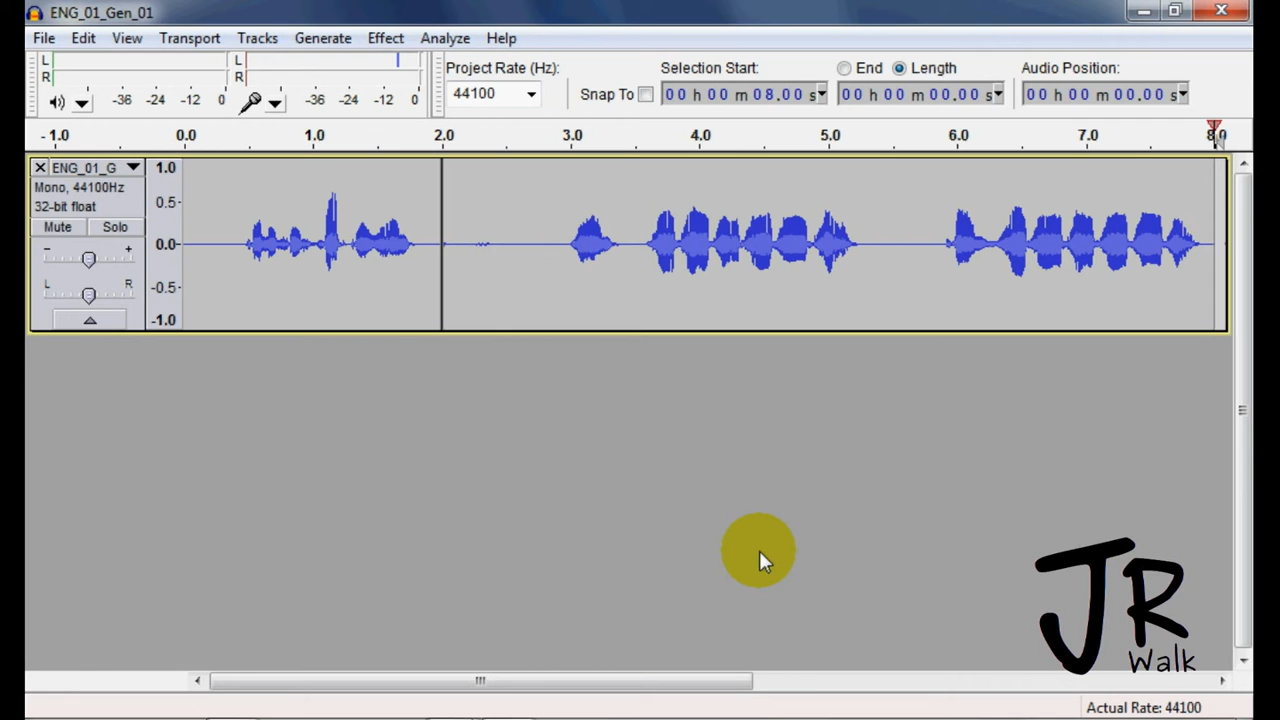 ENG_01_Gen_01
File Edit View Transport Tracks Generate Effect Analyze Help
L L
R R
-36 -24 -12 0 -36 -24 -12 0
Project Rate (Hz): Selection Start: End Length Audio Position:
44100 Snap To 00 h 00 m 08.00 s 00 h 00 m 00.00 s 00 h 00 m 00.00 s
- 1.0 0.0 1.0 2.0 3.0 4.0 5.0 6.0 7.0 8.0
ENG_01_G 1.0
Mono, 44100Hz
32-bit float 0.5-
Mute Solo
- + 0.0-
L R -0.5-
-1.0
JR
Walk
Actual Rate: 44100